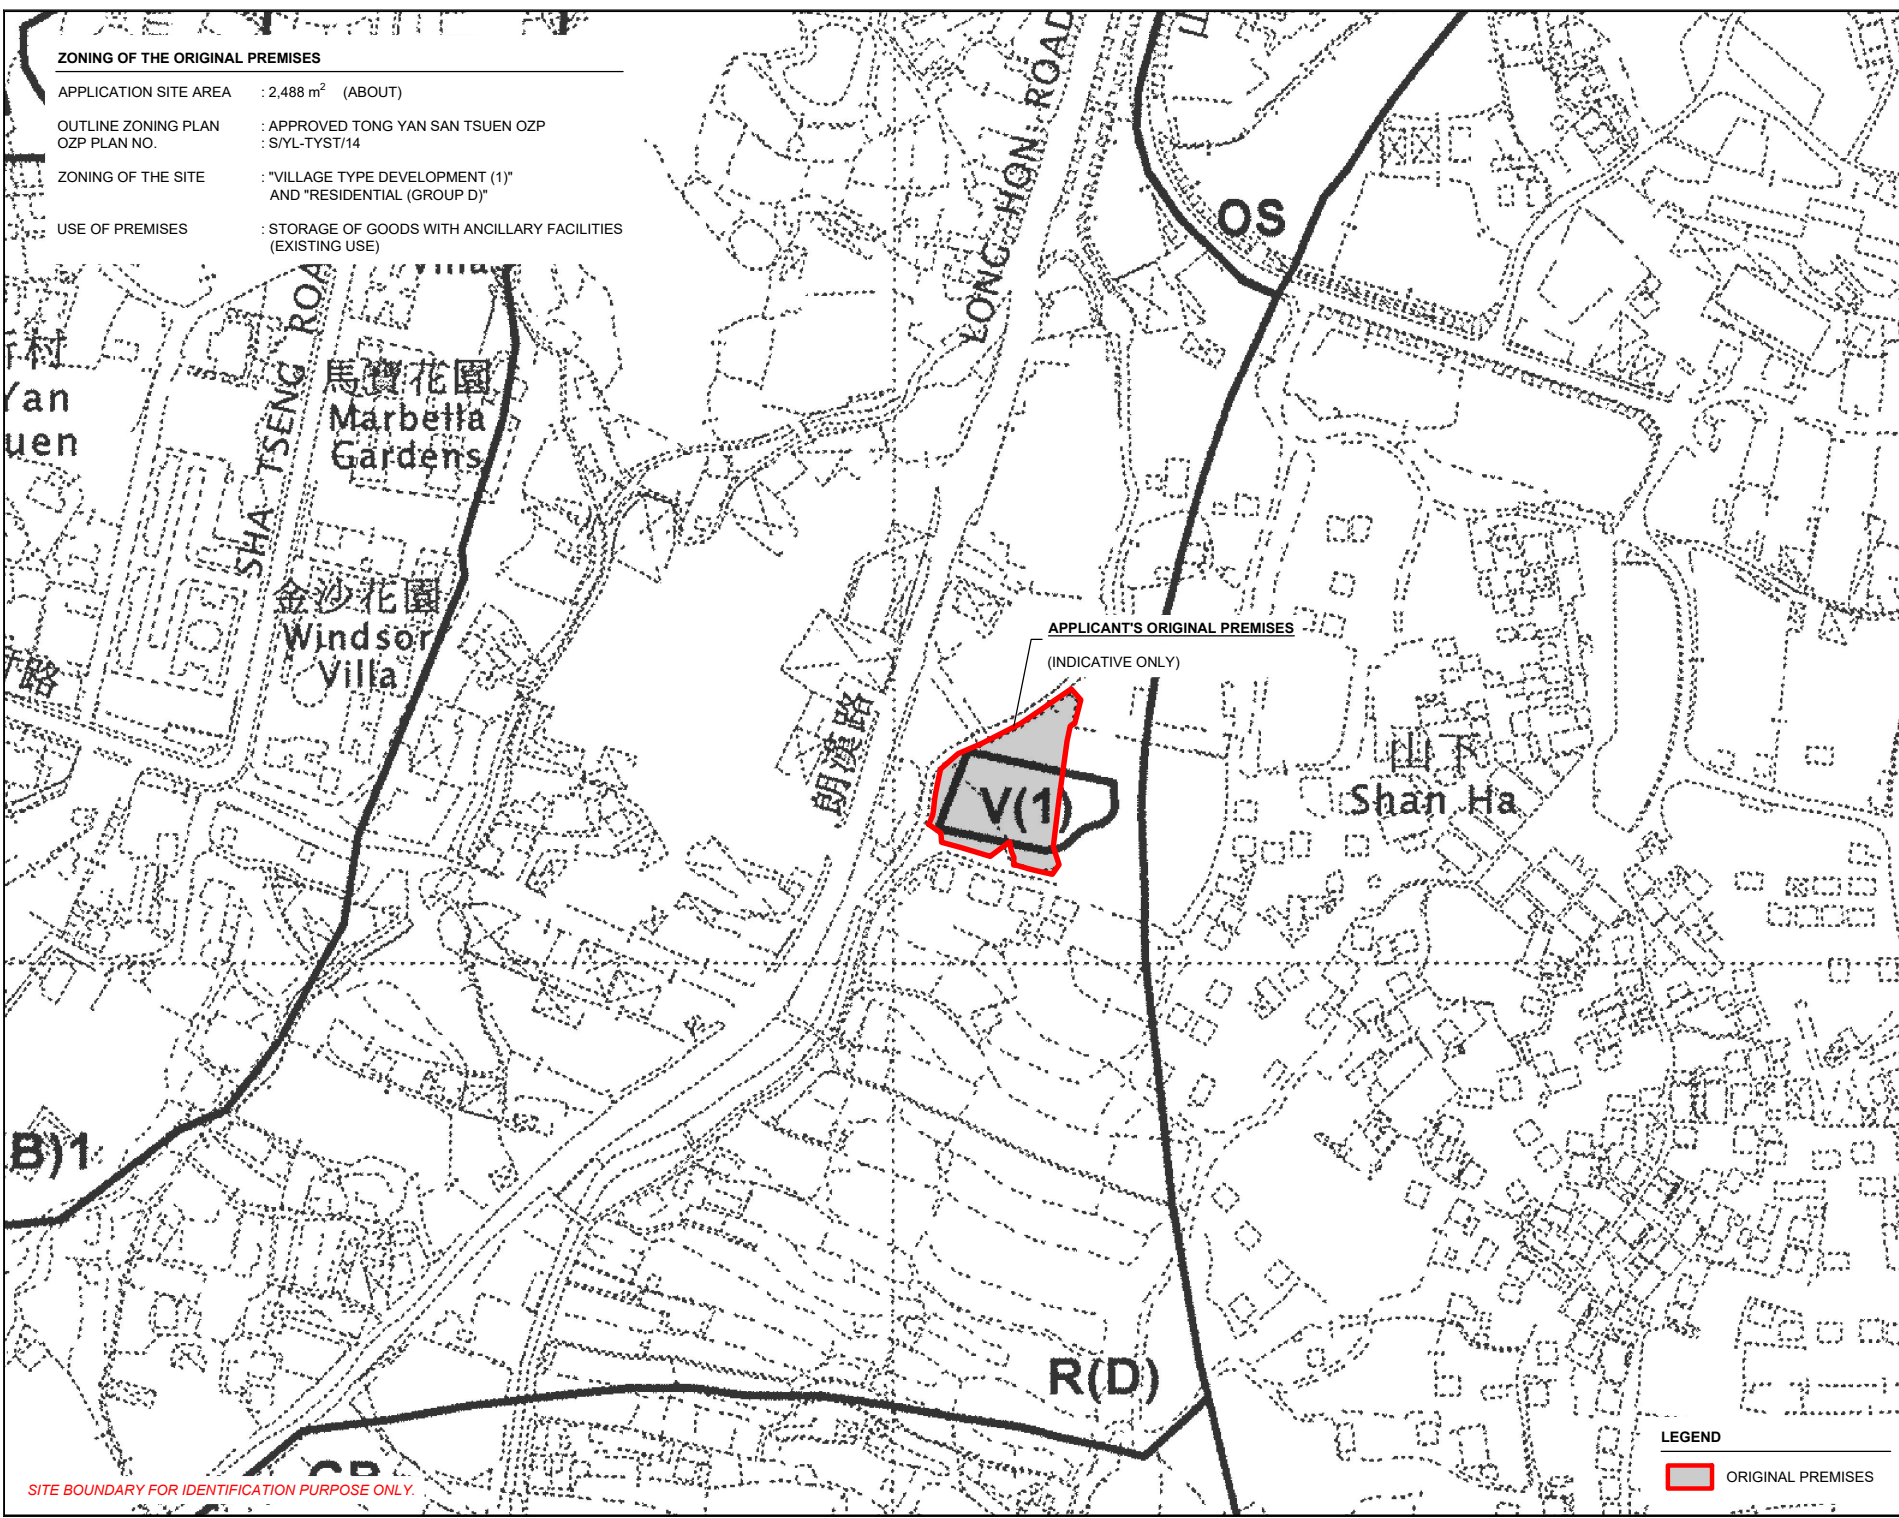 ZONING OF THE ORIGINAL PREMISES
APPLICATION SITE AREA : 2,488 m² (ABOUT)
OUTLINE ZONING PLAN : APPROVED TONG YAN SAN TSUEN OZP
OZP PLAN NO. : S/YL-TYST/14
ZONING OF THE SITE : "VILLAGE TYPE DEVELOPMENT (1)"
AND "RESIDENTIAL (GROUP D)"
USE OF PREMISES : STORAGE OF GOODS WITH ANCILLARY FACILITIES
(EXISTING USE)
LONG HON ROAD
OS
SHA TSENG ROA
村
Yan
uen
馬寶花園
Marbella
Gardens
金沙花園
Windsor
Villa
路
APPLICANT'S ORIGINAL PREMISES
(INDICATIVE ONLY)
朗漢路
V(1)
山下
Shan Ha
B)1
R(D)
LEGEND
ORIGINAL PREMISES
SITE BOUNDARY FOR IDENTIFICATION PURPOSE ONLY.